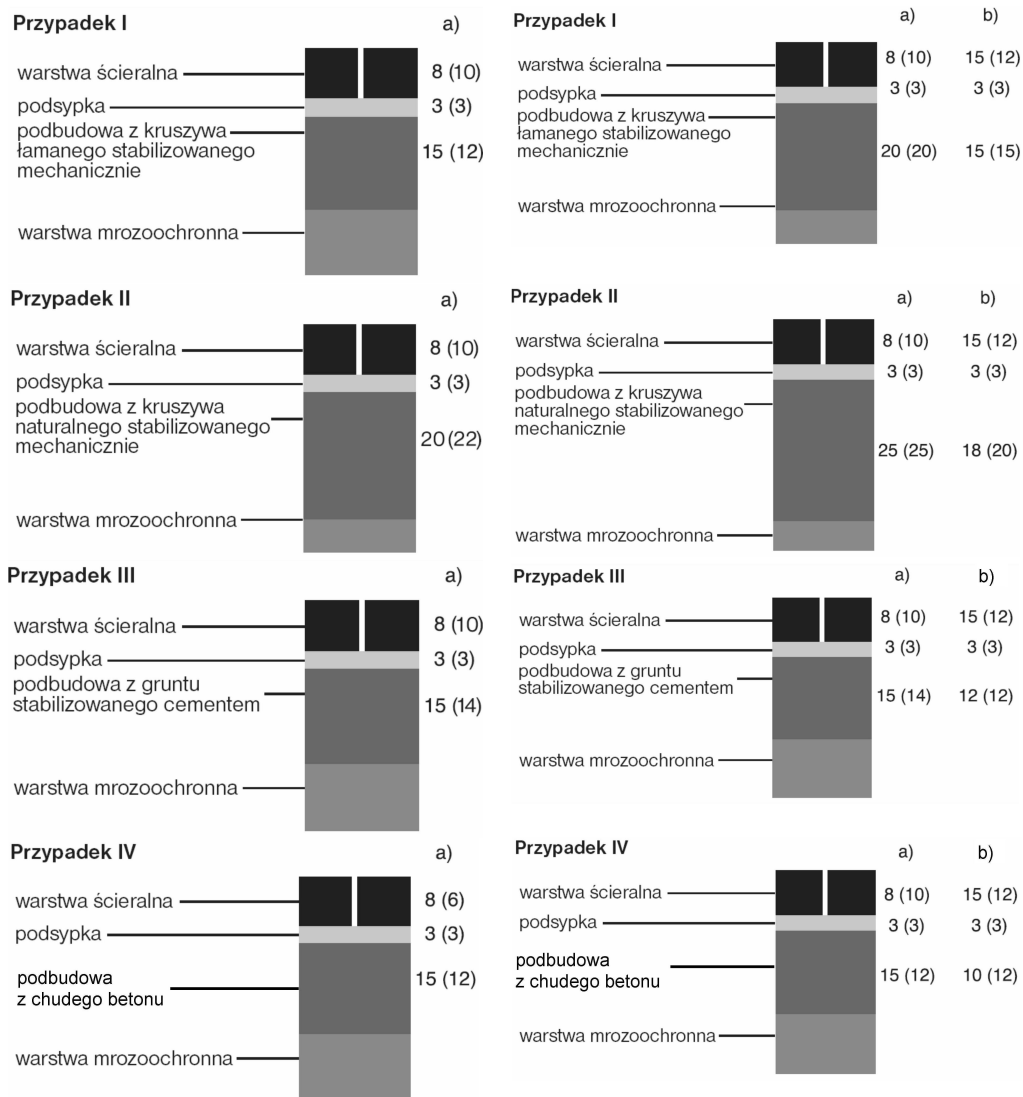 Przypadek I a)
warstwa ścieralna 8 (10)
podsypka 3 (3)
podbudowa z kruszywa
łamanego stabilizowanego 15 (12)
mechanicznie
warstwa mrozoochronna
Przypadek II a)
warstwa ścieralna 8 (10)
podsypka 3 (3)
podbudowa z kruszywa
naturalnego stabilizowanego
mechanicznie 20 (22)
warstwa mrozoochronna
Przypadek III a)
warstwa ścieralna 8 (10)
podsypka 3 (3)
podbudowa z gruntu
stabilizowanego cementem 15 (14)
warstwa mrozoochronna
Przypadek IV a)
warstwa ścieralna 8 (6)
podsypka 3 (3)
podbudowa 15 (12)
z chudego betonu
warstwa mrozoochronna
Przypadek I a) b)
warstwa ścieralna 8 (10) 15 (12)
podsypka 3 (3) 3 (3)
podbudowa z kruszywa
łamanego stabilizowanego
mechanicznie 20 (20) 15 (15)
warstwa mrozoochronna
Przypadek II a) b)
warstwa ścieralna 8 (10) 15 (12)
podsypka 3 (3) 3 (3)
podbudowa z kruszywa
naturalnego stabilizowanego
mechanicznie
25 (25) 18 (20)
warstwa mrozoochronna
Przypadek III a) b)
warstwa ścieralna 8 (10) 15 (12)
podsypka 3 (3) 3 (3)
podbudowa z gruntu
stabilizowanego cementem 15 (14) 12 (12)
warstwa mrozoochronna
Przypadek IV a) b)
warstwa ścieralna 8 (10) 15 (12)
podsypka 3 (3) 3 (3)
podbudowa
z chudego betonu 15 (12) 10 (12)
warstwa mrozoochronna